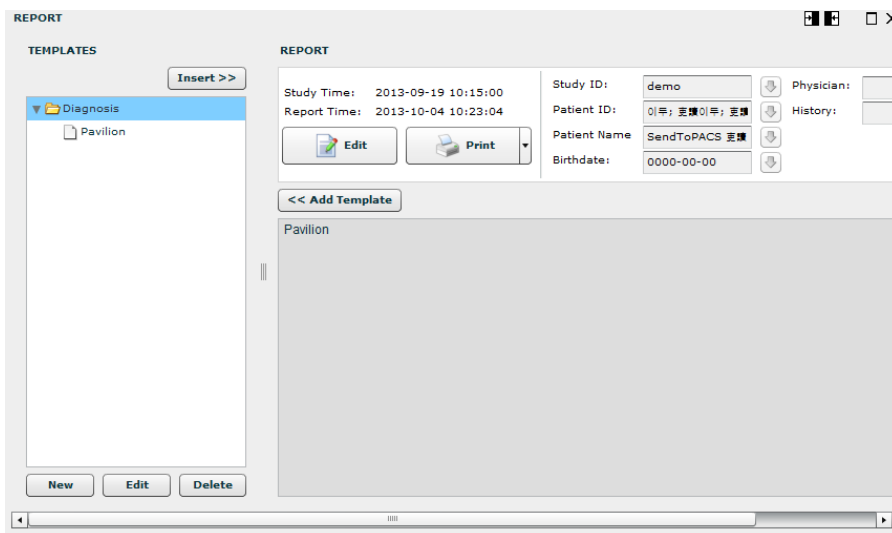 REPORT
TEMPLATES
Insert >>
Diagnosis
Pavilion
New
Edit
Delete
REPORT
Study Time: 2013-09-19 10:15:00
Report Time: 2013-10-04 10:23:04
Edit
Print
Study ID: demo
Patient ID:
Patient Name SendToPACS
Birthdate: 0000-00-00
Physician:
History:
<< Add Template
Pavilion